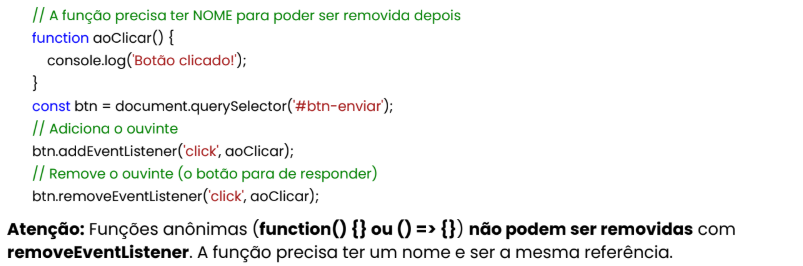 // A função precisa ter NOME para poder ser removida depois
function aoClicar() {
console.log('Botão clicado!');
}
const btn = document.querySelector('#btn-enviar');
// Adiciona o ouvinte
btn.addEventListener('click', aoClicar);
// Remove o ouvinte (o botão para de responder)
btn.removeEventListener('click', aoClicar);
Atenção: Funções anônimas (function() {} ou () => {}) não podem ser removidas com
removeEventListener. A função precisa ter um nome e ser a mesma referência.